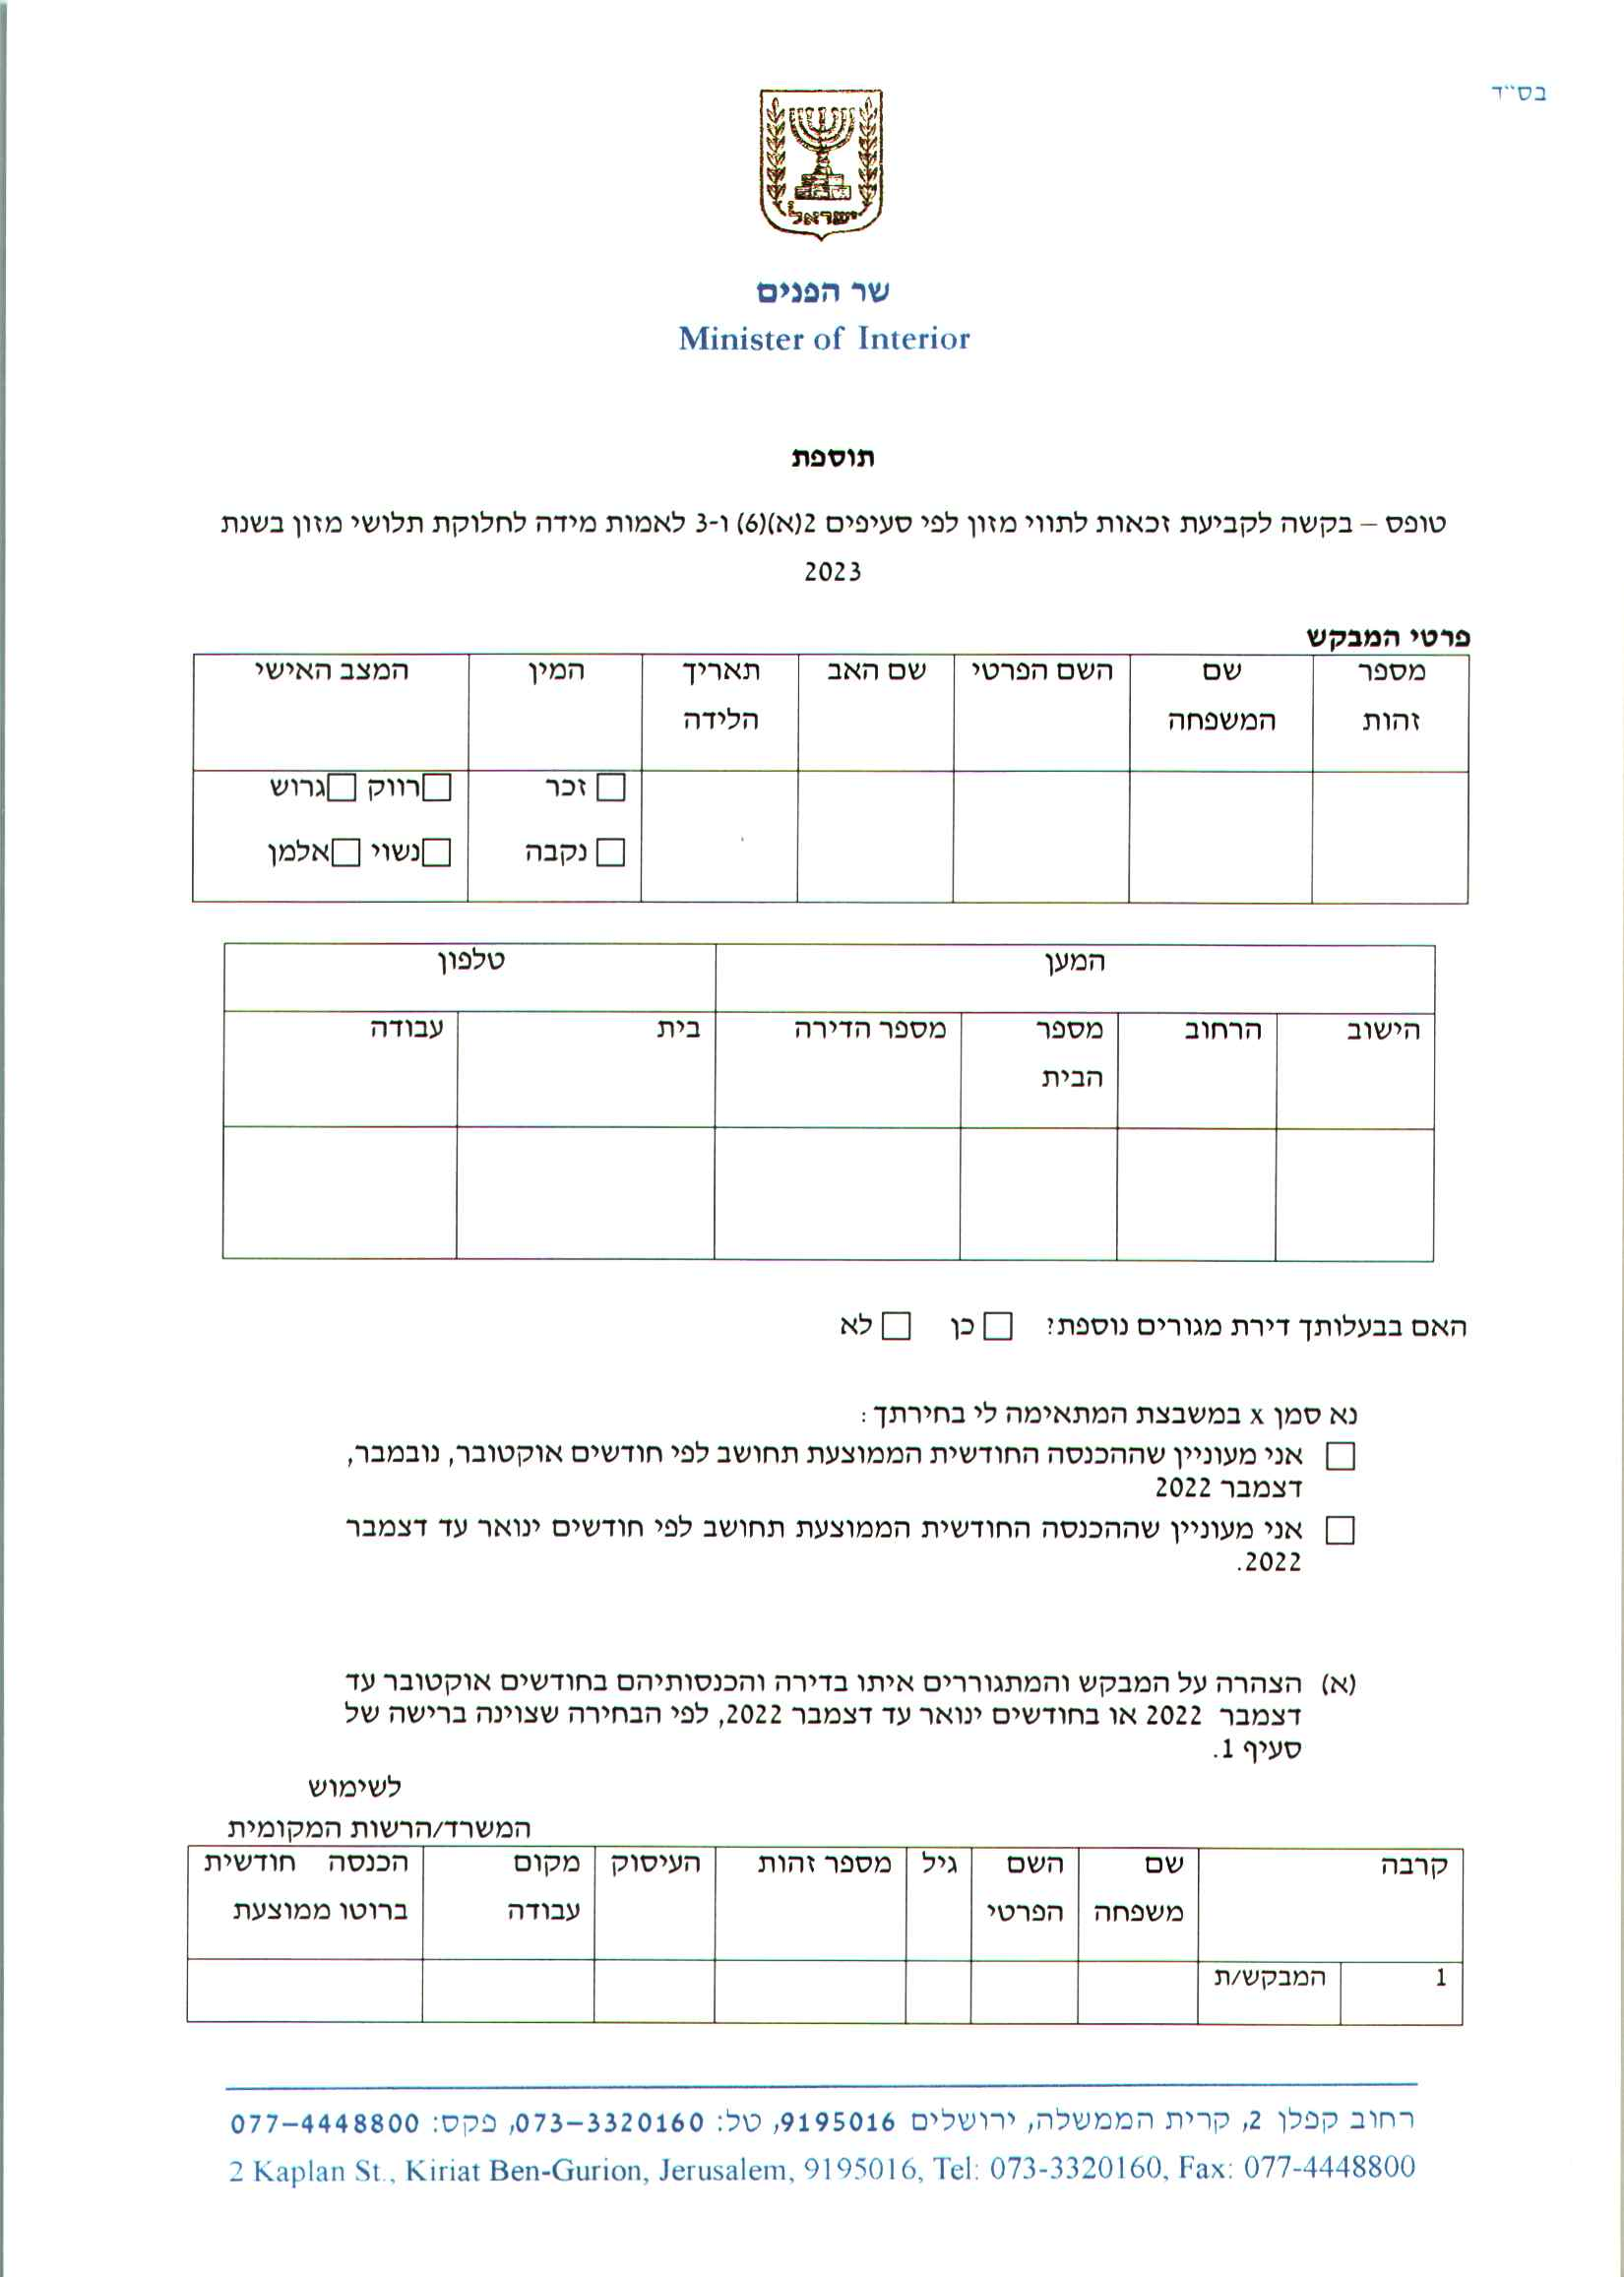 בס״ד
ישראל
שר הפנים
Minister of Interior
תוספת
טופס – בקשה לקביעת זכאות לתווי מזון לפי סעיפים 2(א)(6) ו-3 לאמות מידה לחלוקת תלושי מזון בשנת
2023
פרטי המבקש
מספר זהות שם המשפחה השם הפרטי שם האב תאריך הלידה המין המצב האישי
☐ זכר ☐רווק ☐גרוש
☐ נקבה ☐נשוי ☐אלמן
המען טלפון
הישוב הרחוב מספר הבית מספר הדירה בית עבודה
האם בבעלותך דירת מגורים נוספת? ☐ כן ☐ לא
נא סמן x במשבצת המתאימה לי בחירתך:
☐ אני מעוניין שההכנסה החודשית הממוצעת תחושב לפי חודשים אוקטובר, נובמבר,
דצמבר 2022
☐ אני מעוניין שההכנסה החודשית הממוצעת תחושב לפי חודשים ינואר עד דצמבר
2022.
(א) הצהרה על המבקש והמתגוררים איתו בדירה והכנסותיהם בחודשים אוקטובר עד
דצמבר 2022 או בחודשים ינואר עד דצמבר 2022, לפי הבחירה שצוינה ברישה של
סעיף 1.
לשימוש
המשרד/הרשות המקומית
קרבה שם משפחה השם הפרטי גיל מספר זהות העיסוק מקום עבודה הכנסה חודשית ברוטו ממוצעת
1 המבקש/ת
רחוב קפלן 2, קרית הממשלה, ירושלים 9195016, טל: 073-3320160, פקס: 077-4448800
2 Kaplan St., Kiriat Ben-Gurion, Jerusalem, 9195016, Tel: 073-3320160, Fax: 077-4448800